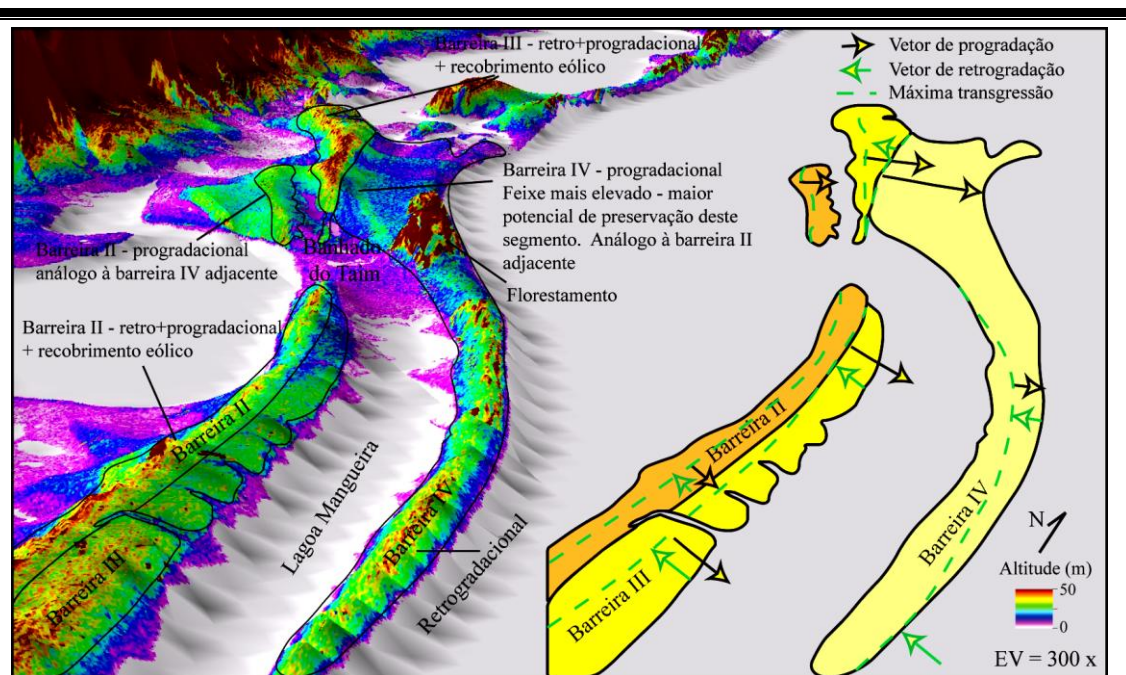 Barreira III - retro+progradacional
+ recobrimento eólico
Barreira IV - progradacional
Feixe mais elevado - maior
potencial de preservação deste
segmento. Análogo à barreira II
adjacente
Barreira II - progradacional
análogo à barreira IV adjacente
Banhado
do Taim
Florestamento
Barreira II - retro+progradacional
+ recobrimento eólico
Barreira II
Barreira III
Lagoa Mangueira
Barreira IV
Retrogradacional
Vetor de progradação
Vetor de retrogradação
Máxima transgressão
Barreira II
Barreira III
Barreira IV
N
Altitude (m)
50
0
EV = 300 x